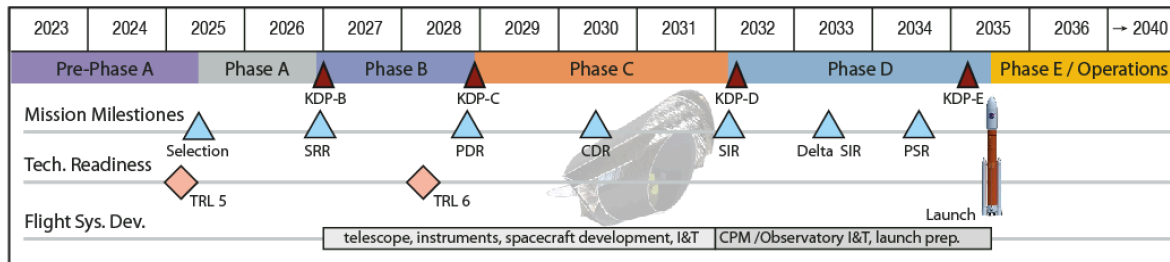 2023 2024 2025 2026 2027 2028 2029 2030 2031 2032 2033 2034 2035 2036 → 2040
Pre-Phase A Phase A Phase B Phase C Phase D Phase E / Operations
KDP-B KDP-C KDP-D KDP-E
Mission Milestones
Selection SRR PDR CDR SIR Delta SIR PSR
Tech. Readiness
TRL 5 TRL 6
Launch
Flight Sys. Dev.
telescope, instruments, spacecraft development, I&T CPM /Observatory I&T, launch prep.